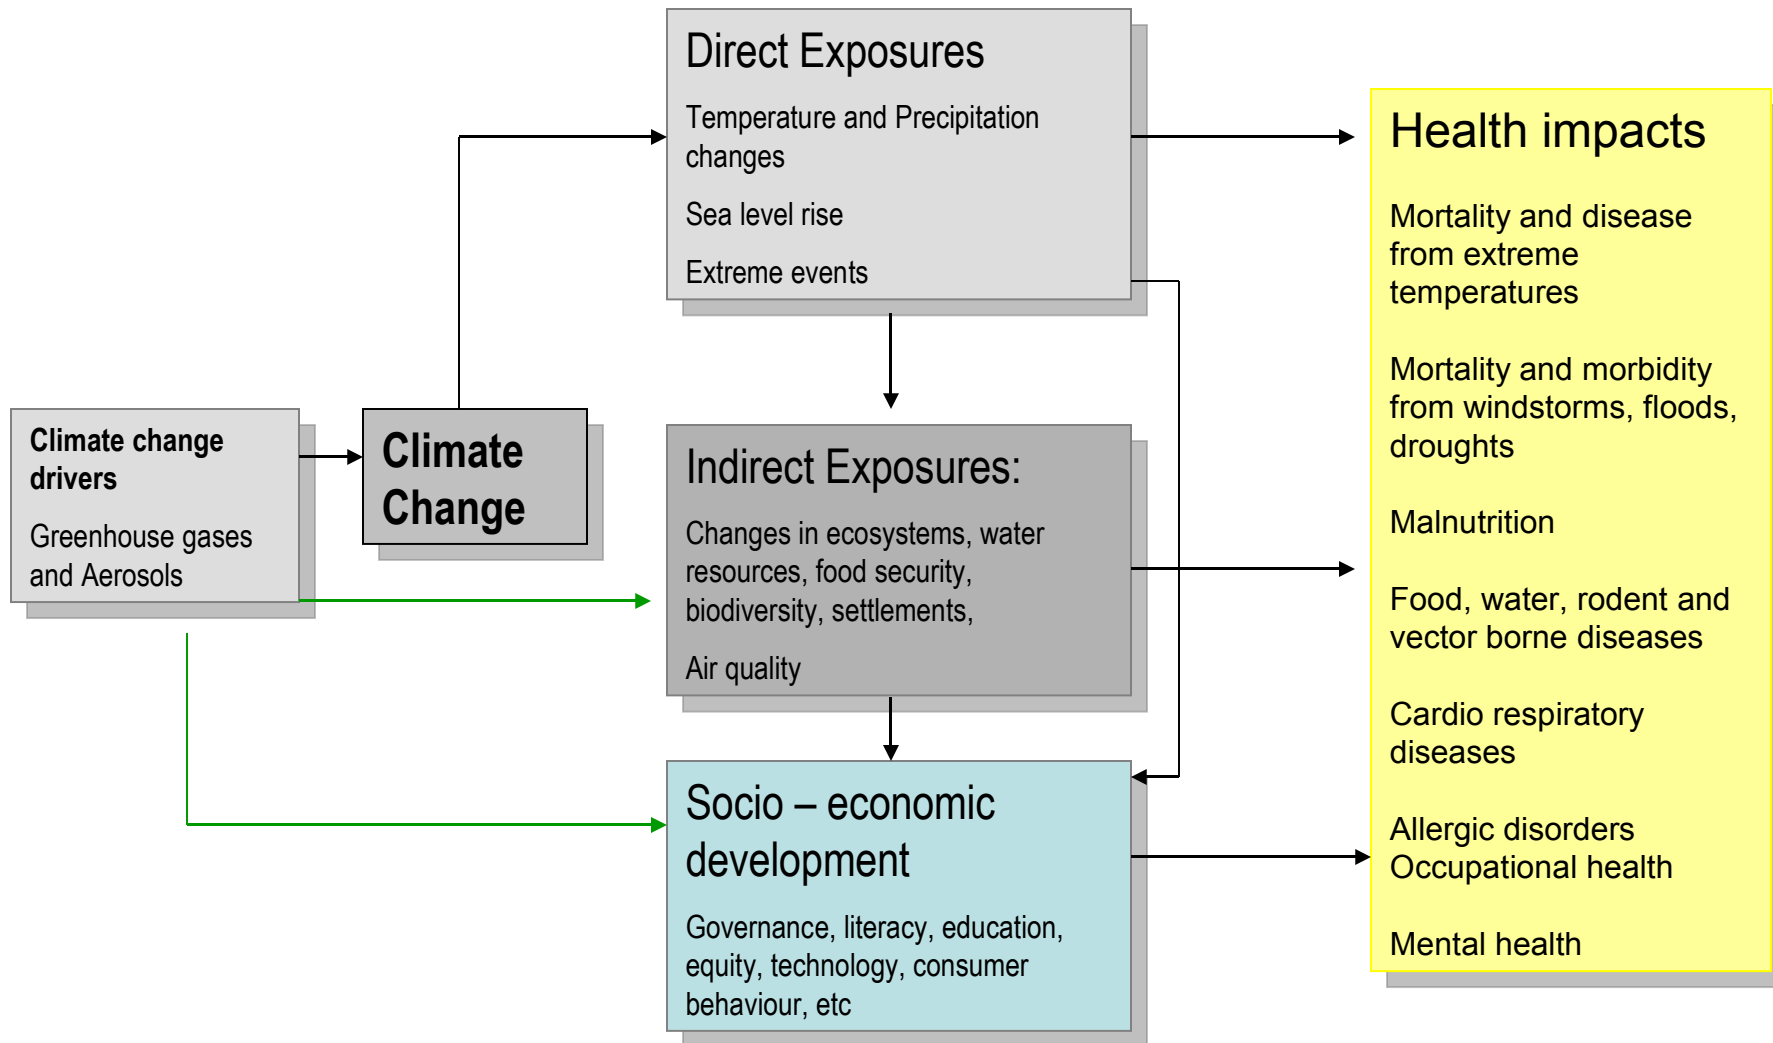 Direct Exposures
Temperature and Precipitation
changes
Sea level rise
Extreme events
Climate change
drivers
Greenhouse gases
and Aerosols
Climate
Change
Indirect Exposures:
Changes in ecosystems, water
resources, food security,
biodiversity, settlements,
Air quality
Socio – economic
development
Governance, literacy, education,
equity, technology, consumer
behaviour, etc
Health impacts
Mortality and disease
from extreme
temperatures
Mortality and morbidity
from windstorms, floods,
droughts
Malnutrition
Food, water, rodent and
vector borne diseases
Cardio respiratory
diseases
Allergic disorders
Occupational health
Mental health